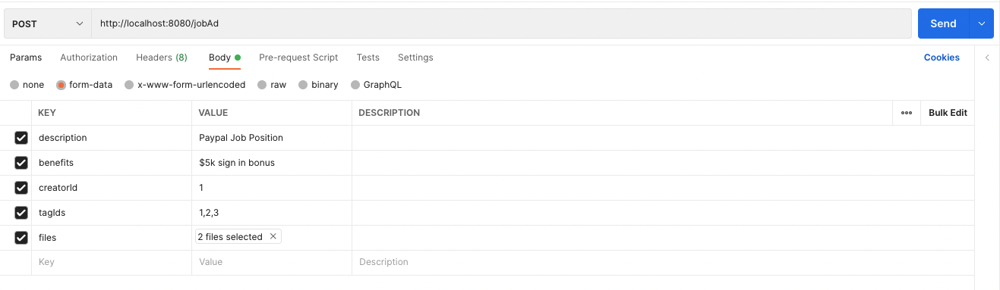 POST http://localhost:8080/jobAd Send
Params Authorization Headers (8) Body Pre-request Script Tests Settings Cookies
none form-data x-www-form-urlencoded raw binary GraphQL
KEY VALUE DESCRIPTION ooo Bulk Edit
description Paypal Job Position
benefits $5k sign in bonus
creatorId 1
tagIds 1,2,3
files 2 files selected
Key Value Description